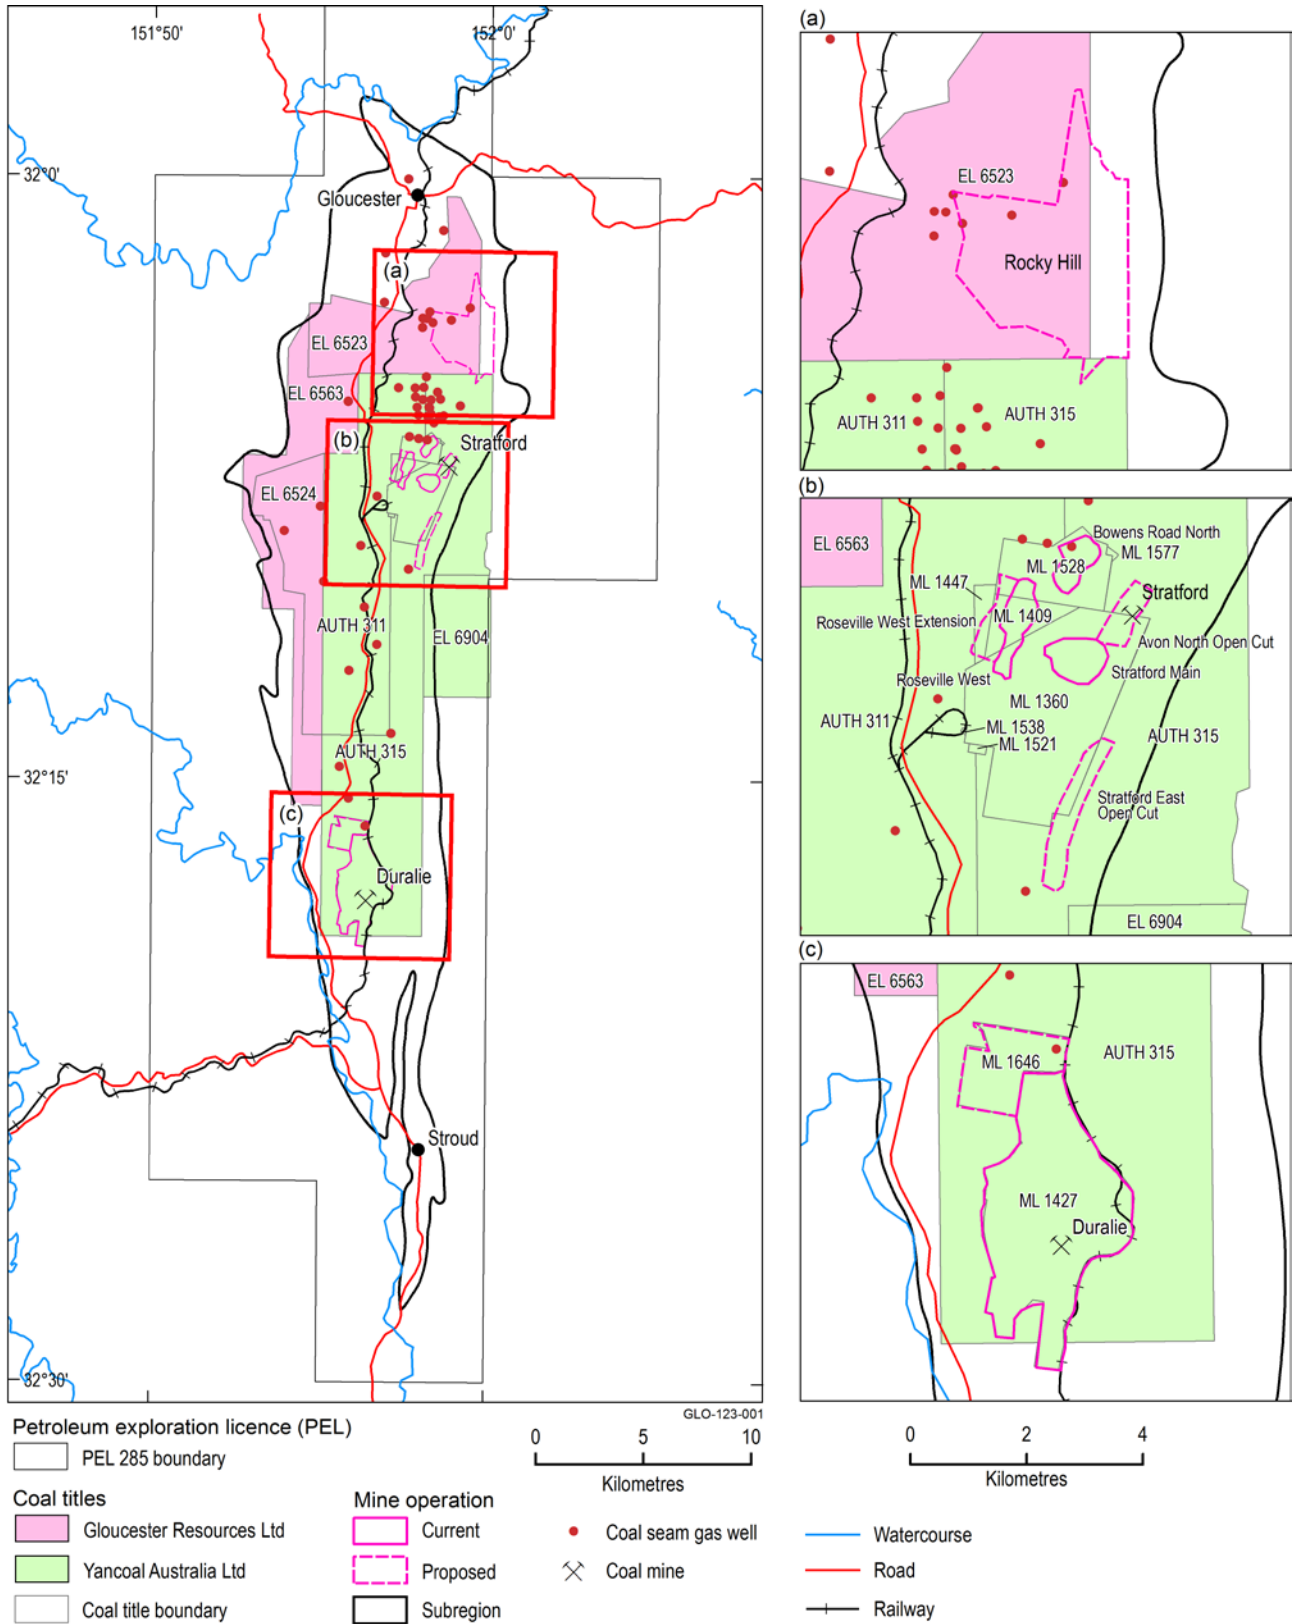 151°50'
152°0'
32°0'
Gloucester
(a)
EL 6523
EL 6563
(b)
Stratford
EL 6524
AUTH 311
EL 6904
AUTH 315
32°15'
(c)
Duralie
Stroud
32°30'
GLO-123-001
(a)
EL 6523
Rocky Hill
AUTH 311
AUTH 315
(b)
EL 6563
Bowens Road North
ML 1577
ML 1528
ML 1447
Stratford
ML 1409
Roseville West Extension
Avon North Open Cut
Stratford Main
Roseville West
ML 1360
AUTH 311
ML 1538
AUTH 315
ML 1521
Stratford East
Open Cut
EL 6904
(c)
EL 6563
AUTH 315
ML 1646
ML 1427
Duralie
Petroleum exploration licence (PEL)
PEL 285 boundary
0 5 10
Kilometres
0 2 4
Kilometres
Coal titles
Gloucester Resources Ltd
Yancoal Australia Ltd
Coal title boundary
Mine operation
Current
Proposed
Subregion
Coal seam gas well
Coal mine
Watercourse
Road
Railway